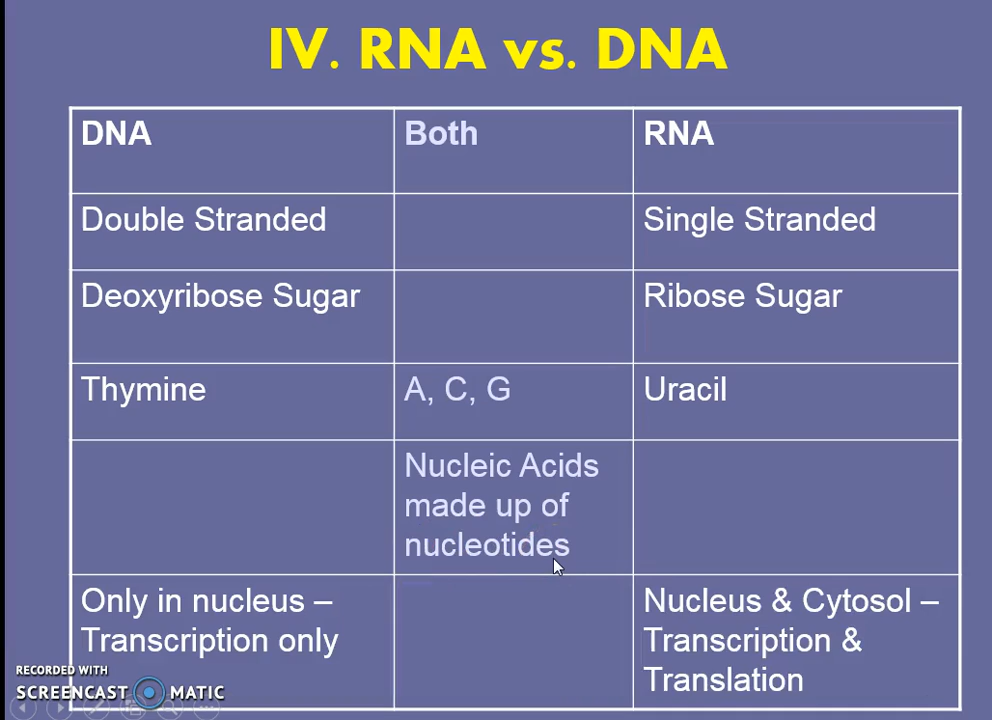 IV. RNA vs. DNA
DNA
Both
RNA
Double Stranded
Single Stranded
Deoxyribose Sugar
Ribose Sugar
Thymine
A, C, G
Uracil
Nucleic Acids
made up of
nucleotides
Only in nucleus –
Transcription only
Nucleus & Cytosol –
Transcription &
Translation
RECORDED WITH
SCREENCAST MATIC